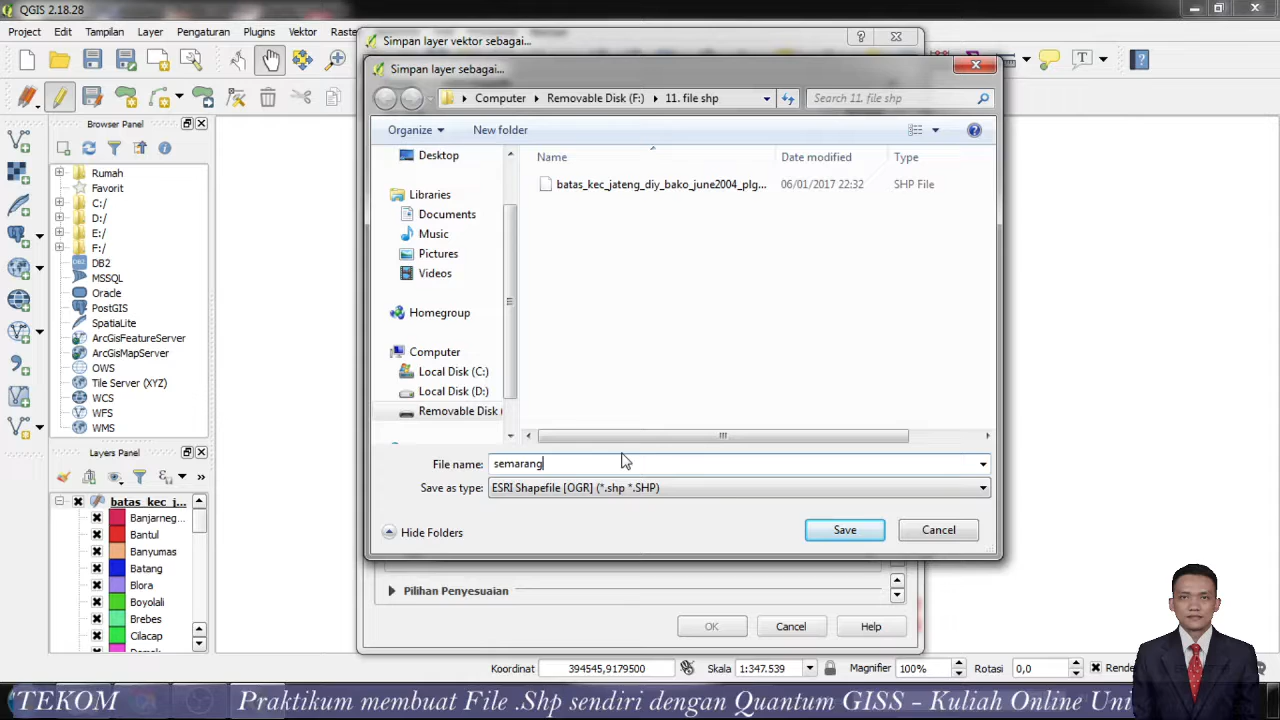 QGIS 2.18.28
Project Edit Tampilan Layer Pengaturan Plugins Vektor Raste
Simpan layer vektor sebagai...
Simpan layer sebagai...
Computer Removable Disk (F:) 11. file shp
Search 11. file shp
Organize New folder
Browser Panel
Rumah
Favorit
C:/
D:/
E:/
F:/
DB2
MSSQL
Oracle
PostGIS
SpatiaLite
ArcGisFeatureServer
ArcGisMapServer
OWS
Tile Server (XYZ)
WCS
WFS
WMS
Layers Panel
batas_kec_j
Banjarneg...
Bantul
Banyumas
Batang
Blora
Boyolali
Brebes
Cilacap
Desktop
Libraries
Documents
Music
Pictures
Videos
Homegroup
Computer
Local Disk (C:)
Local Disk (D:)
Removable Disk (
Name Date modified Type
batas_kec_jateng_diy_bako_june2004_plg... 06/01/2017 22:32 SHP File
File name: semarang
Save as type: ESRI Shapefile [OGR] (*.shp *.SHP)
Hide Folders
Save Cancel
Pilihan Penyesuaian
OK Cancel Help
Koordinat 394545,9179500 Skala 1:347.539 Magnifier 100% Rotasi 0,0 Rende
TEKOM Praktikum membuat File .Shp sendiri dengan Quantum GISS - Kuliah Online Uni